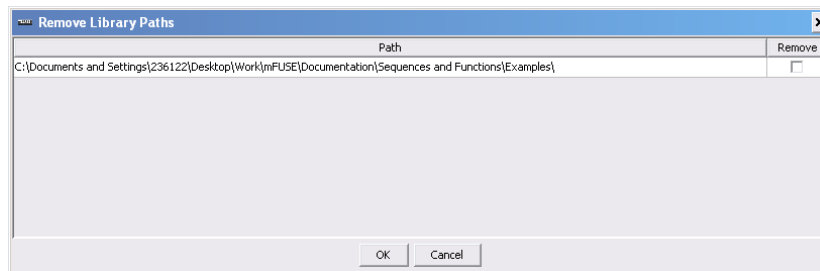 Remove Library Paths
Path Remove
C:\Documents and Settings\236122\Desktop\Work\mFUSE\Documentation\Sequences and Functions\Examples\
OK Cancel